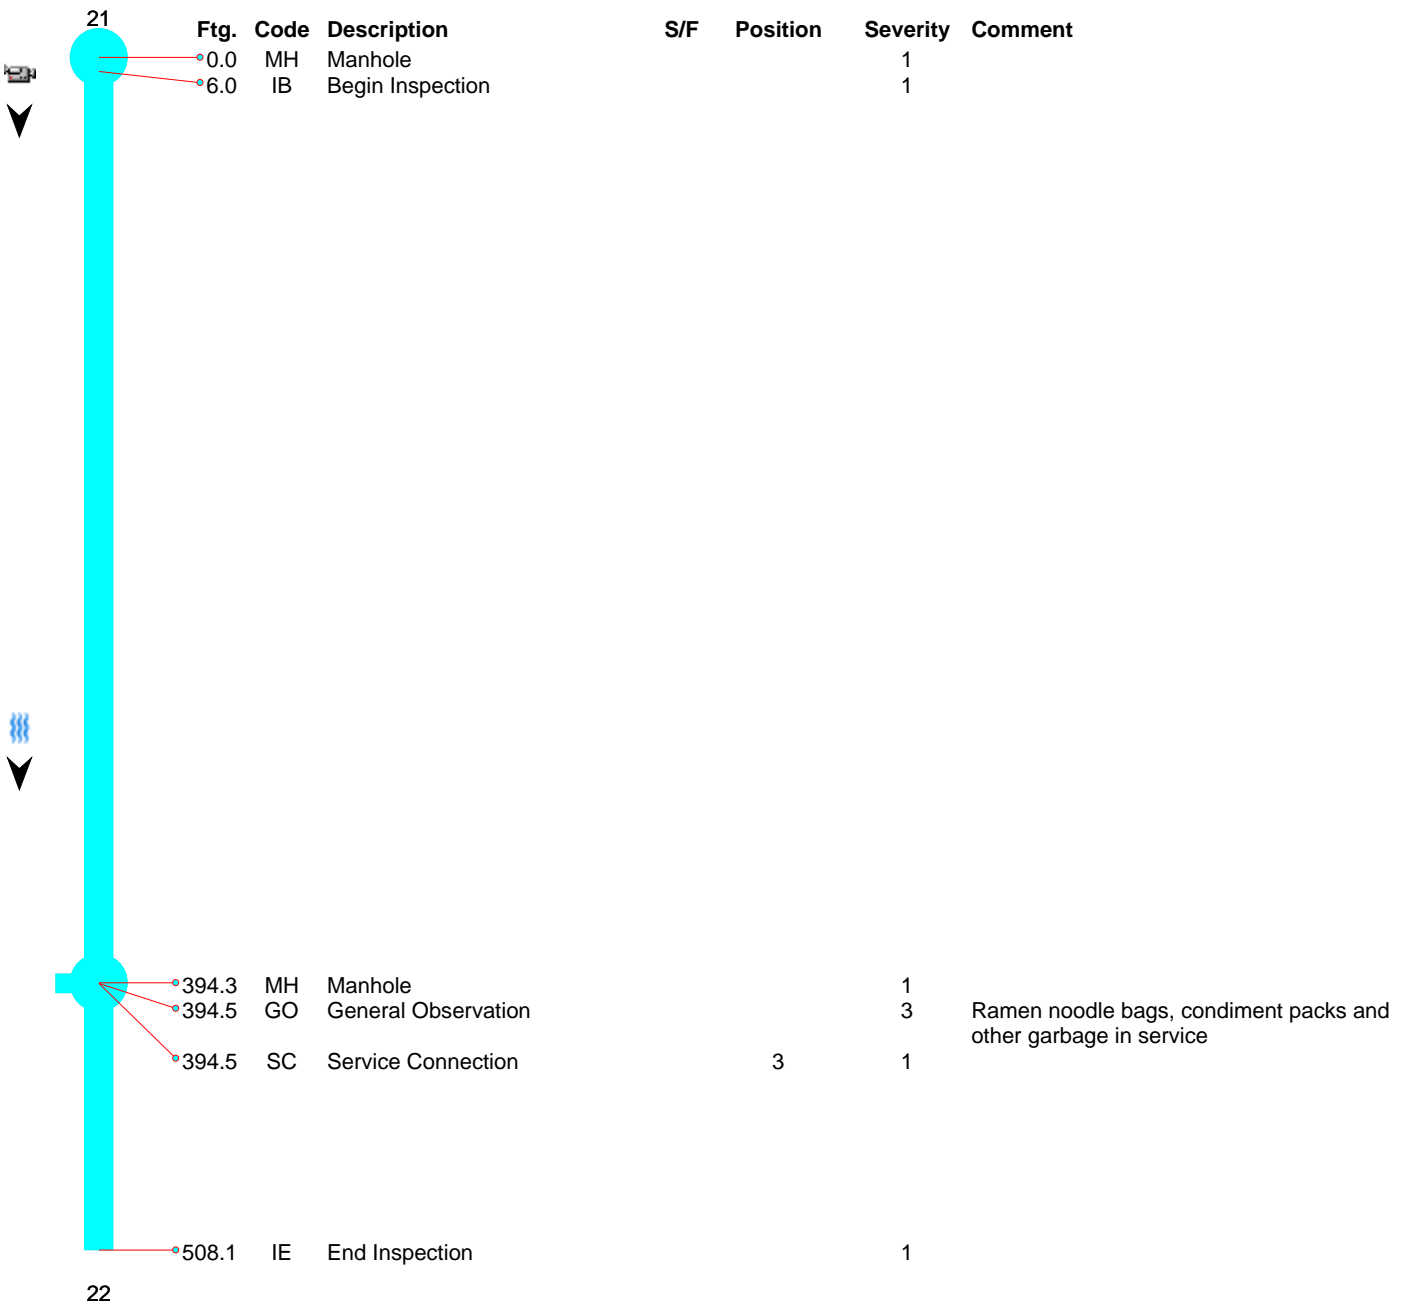 21
Ftg. Code Description S/F Position Severity Comment
0.0 MH Manhole 1
6.0 IB Begin Inspection 1
394.3 MH Manhole 1
394.5 GO General Observation 3 Ramen noodle bags, condiment packs and
other garbage in service
394.5 SC Service Connection 3 1
508.1 IE End Inspection 1
22